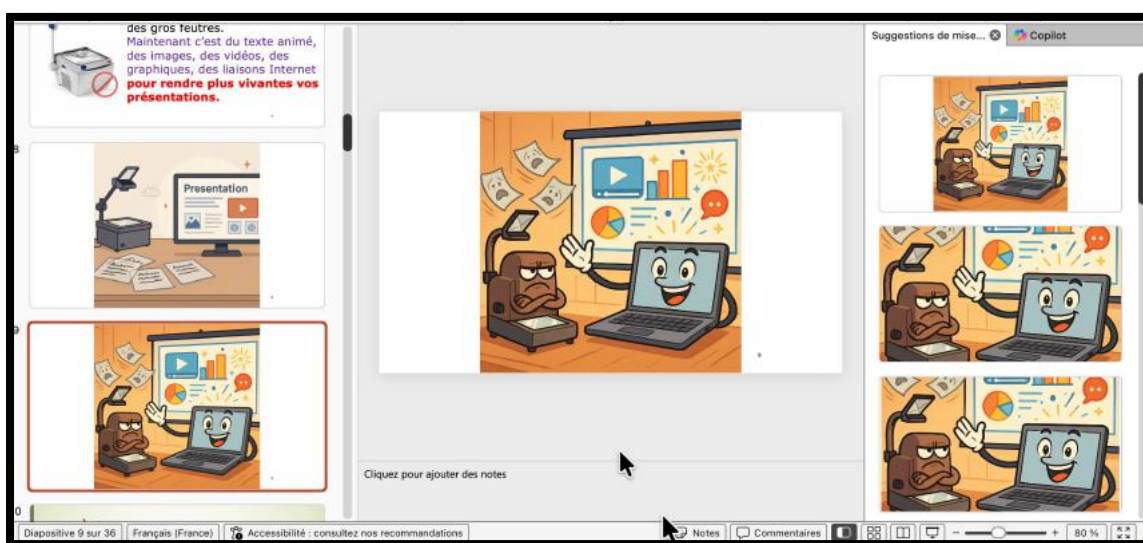 des gros feutres.
Maintenant c'est du texte animé,
des images, des vidéos, des
graphiques, des liaisons Internet
pour rendre plus vivantes vos
présentations.
8
Presentation
9
10
Cliquez pour ajouter des notes
Suggestions de mise...
Copilot
Diapositive 9 sur 36
Français (France)
Accessibilité : consultez nos recommandations
Notes
Commentaires
80 %